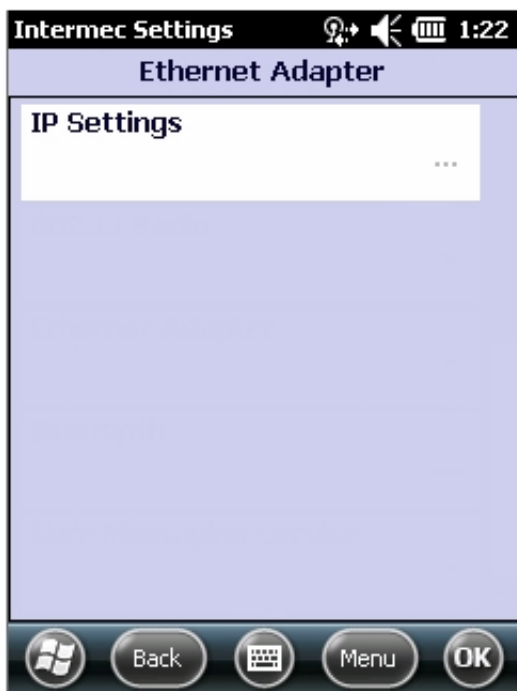 Intermec Settings 1:22
Ethernet Adapter
IP Settings
...
Back Menu OK